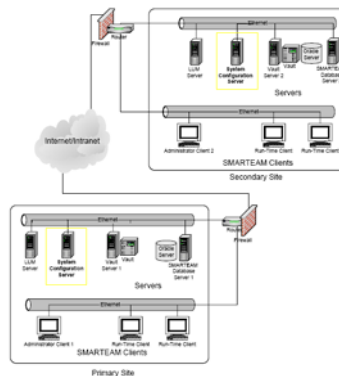 Ethernet
Router
Firewall
LUM
Server
System
Configuration
Server
Vault
Server 2
Vault
Oracle
Server
SMARTEAM
Database
Server
Servers
Internet/Intranet
Ethernet
Administrator Client 2
Run-Time Client
Run-Time Client
SMARTEAM Clients
Secondary Site
Ethernet
Router
Firewall
LUM
Server
System
Configuration
Server
Vault
Server 1
Vault
Oracle
Server
SMARTEAM
Database
Server 1
Servers
Ethernet
Administrator Client 1
Run-Time Client
Run-Time Client
SMARTEAM Clients
Primary Site